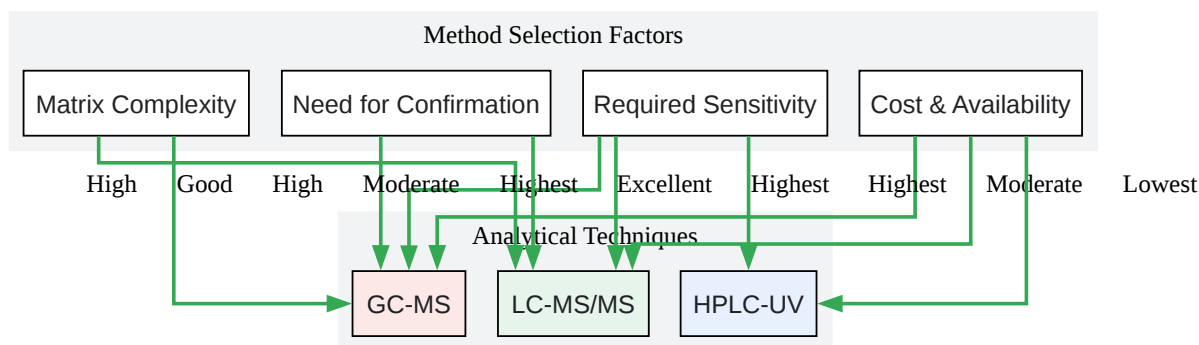 Method Selection Factors
Matrix Complexity
Need for Confirmation
Required Sensitivity
Cost & Availability
High Good High Moderate Highest Excellent Highest Highest Moderate Lowest
Analytical Techniques
GC-MS
LC-MS/MS
HPLC-UV